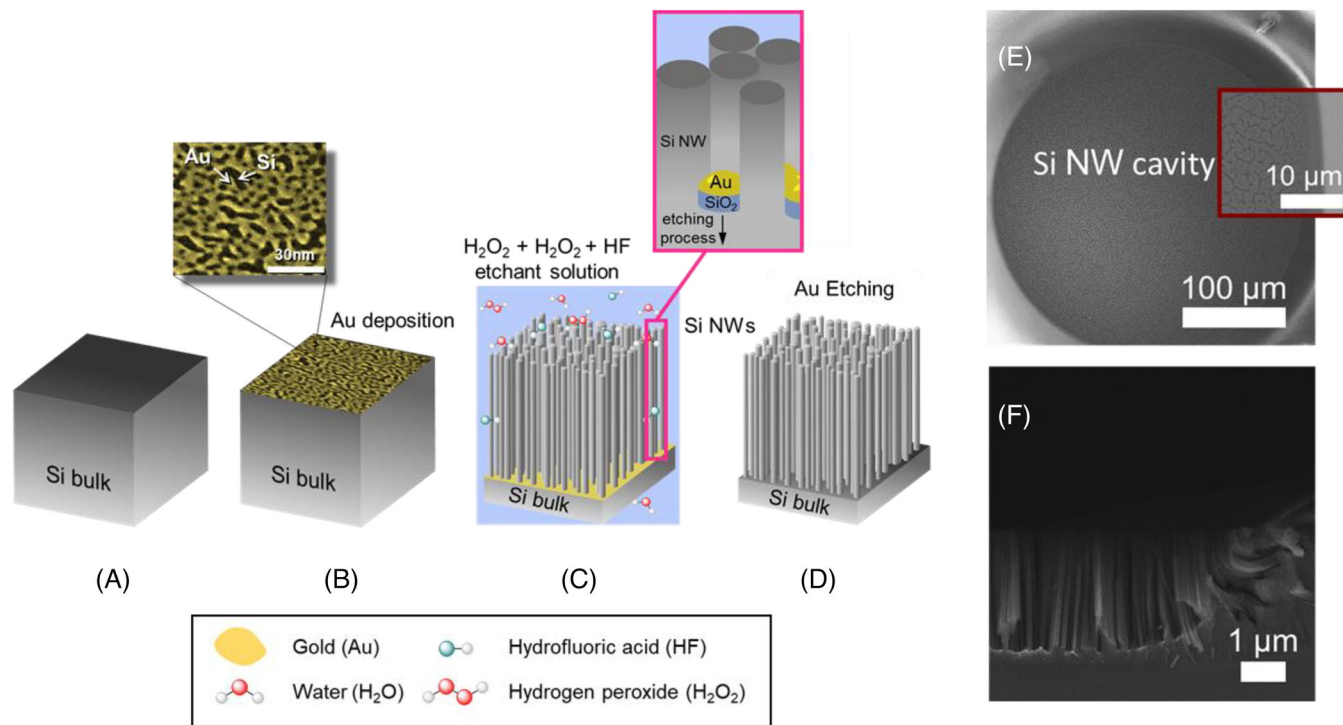 Au
Si
30nm
Au deposition
Si bulk
(A)
Si bulk
(B)
H₂O₂ + H₂O₂ + HF
etchant solution
Si NW
Au
SiO₂
etching
process
Si NWs
Si bulk
(C)
Au Etching
Si bulk
(D)
(E)
Si NW cavity
10 µm
100 µm
(F)
1 µm
Gold (Au)
Hydrofluoric acid (HF)
Water (H₂O)
Hydrogen peroxide (H₂O₂)